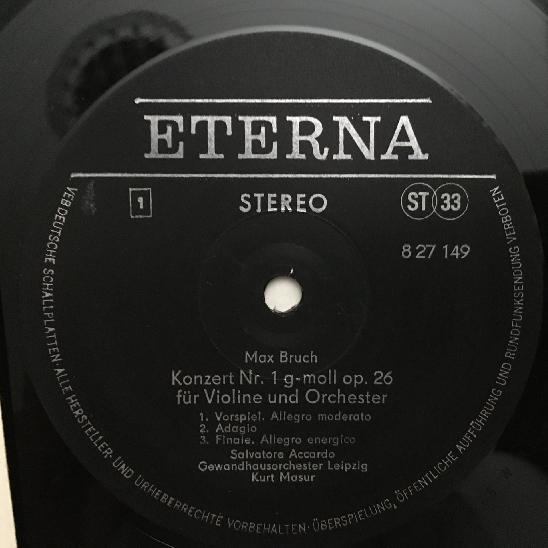 ETERNA
1 STEREO ST 33
8 27 149
Max Bruch
Konzert Nr. 1 g-moll op. 26
für Violine und Orchester
1. Vorspiel. Allegro moderato
2. Adagio
3. Finale. Allegro energico
Salvatore Accardo
Gewandhausorchester Leipzig
Kurt Masur
VEB DEUTSCHE SCHALLPLATTEN · ALLE HERSTELLER- UND URHEBERRECHTE VORBEHALTEN · ÜBERSPIELUNG, ÖFFENTLICHE AUFFÜHRUNG UND RUNDFUNKSENDUNG VERBOTEN